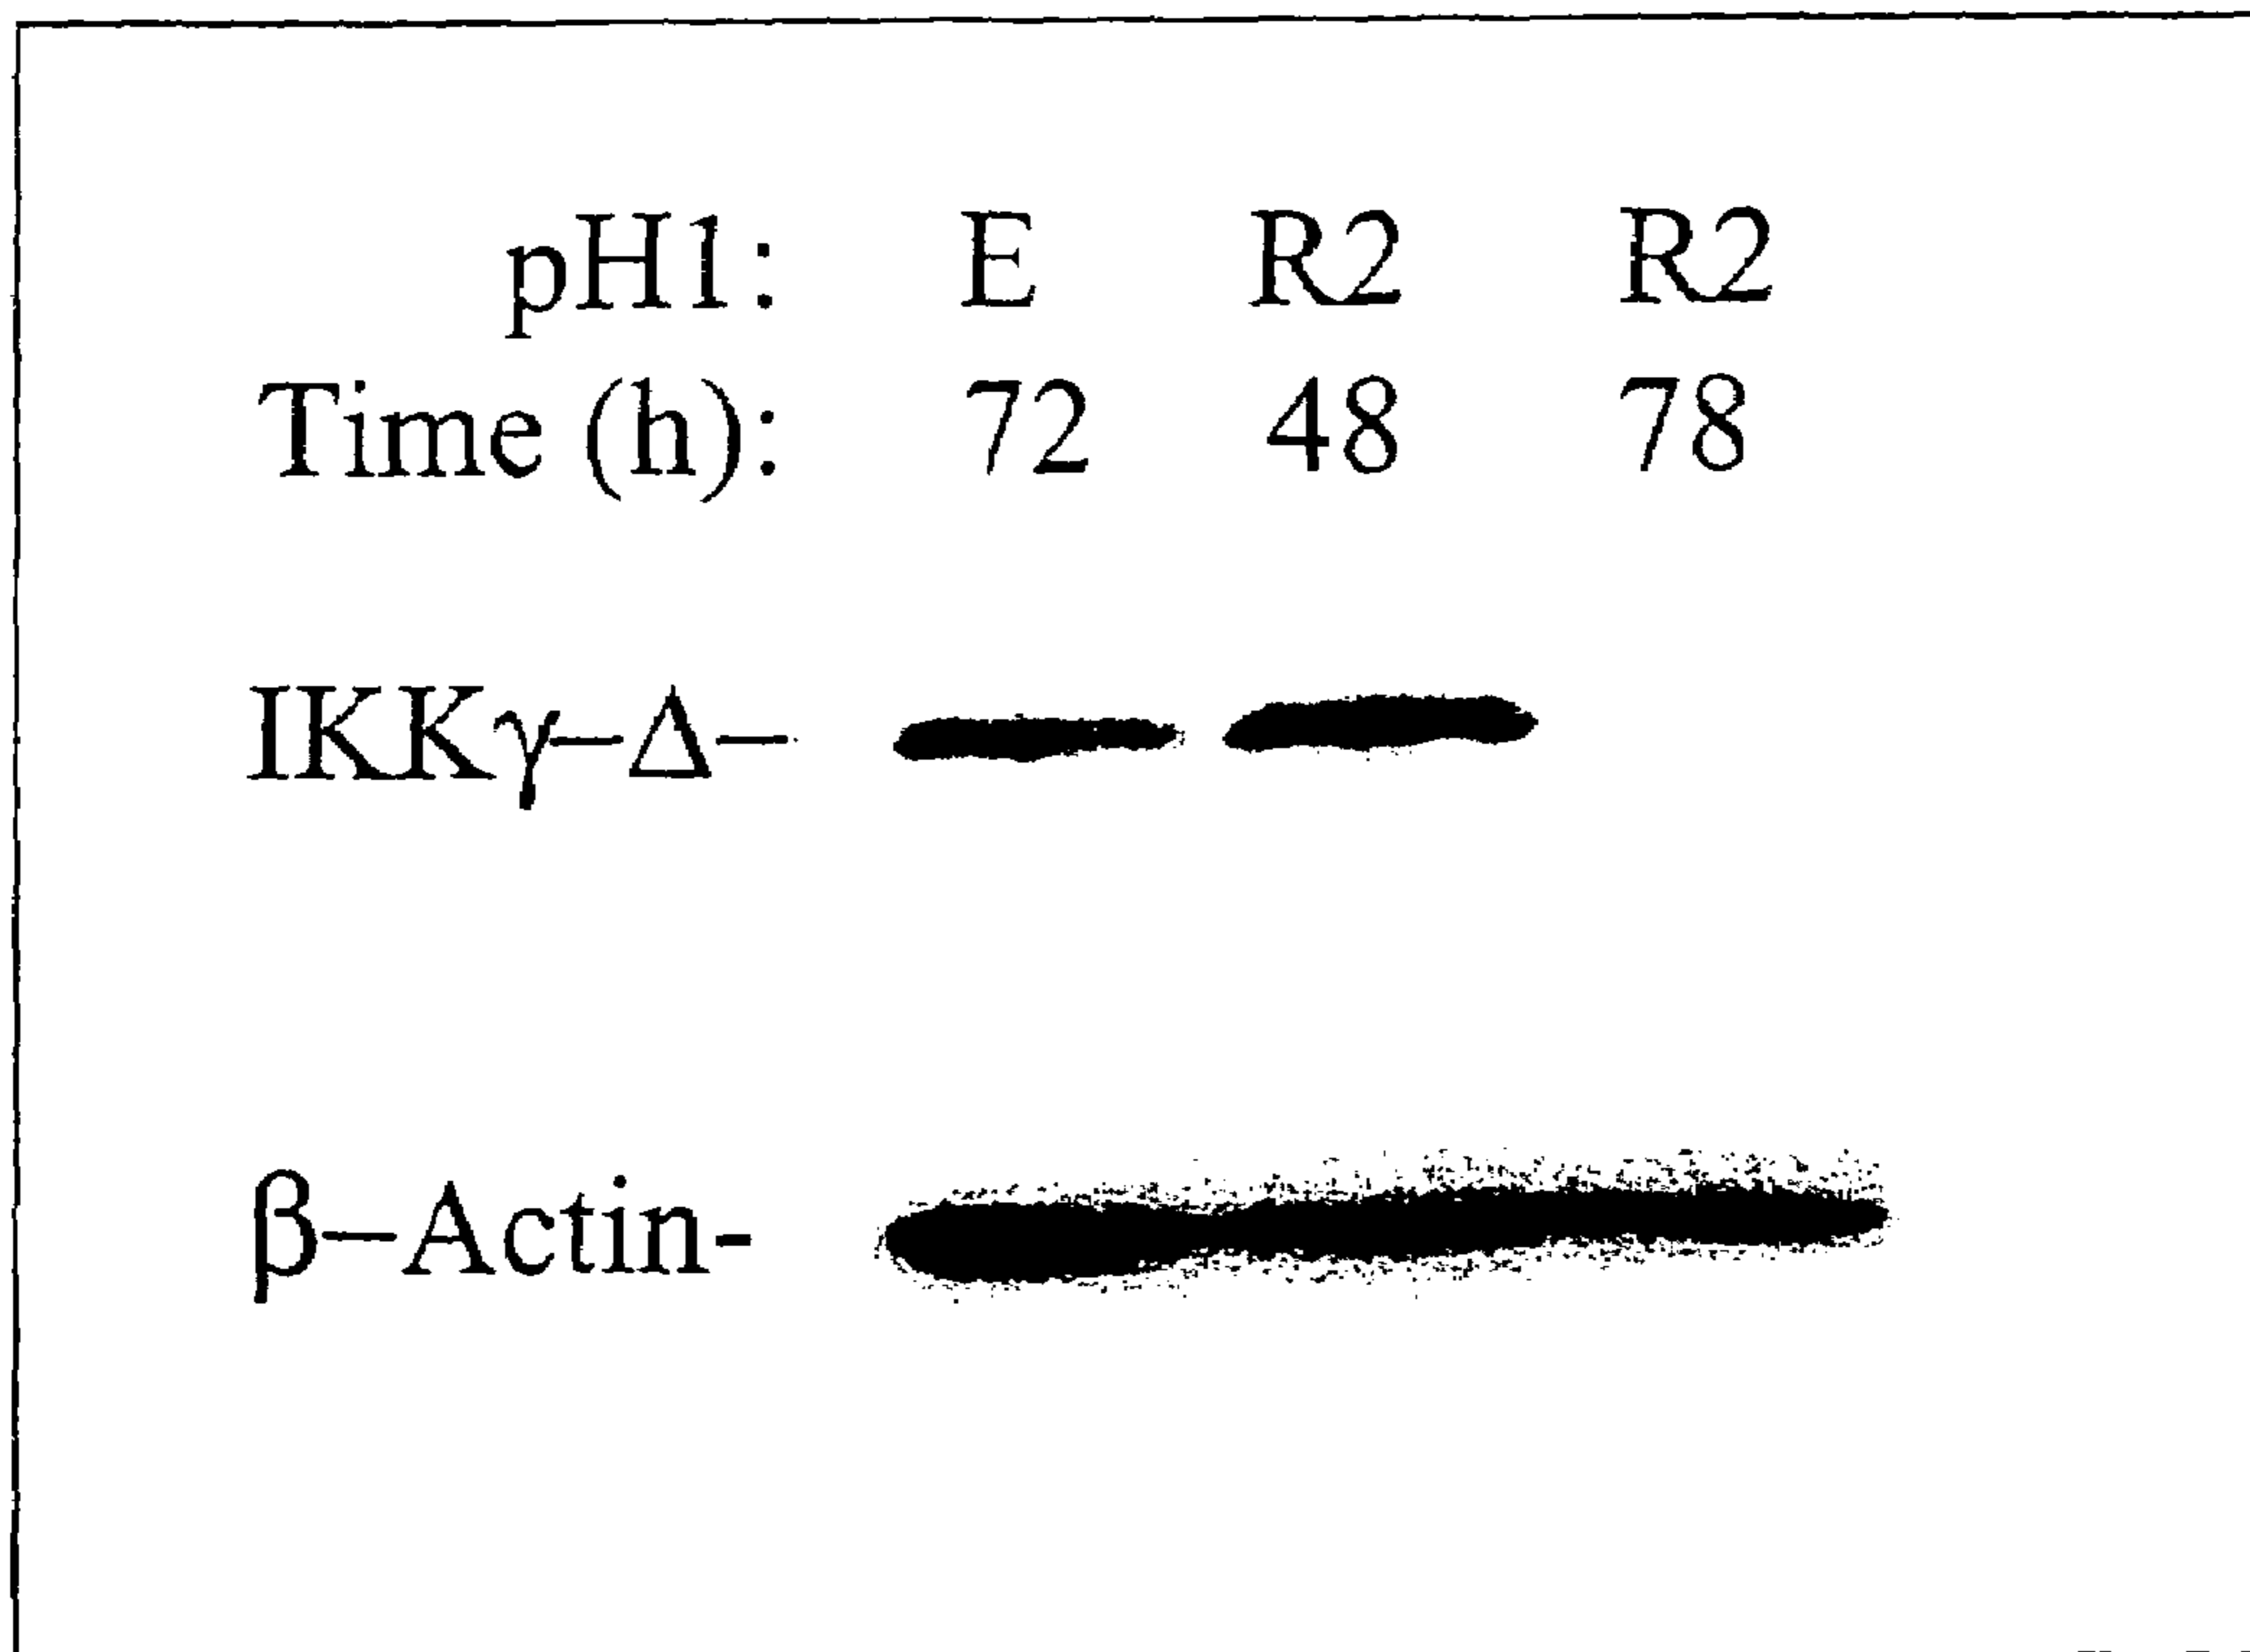 pH1: E R2 R2
Time (h): 72 48 78
IKKγ–Δ–
β–Actin-